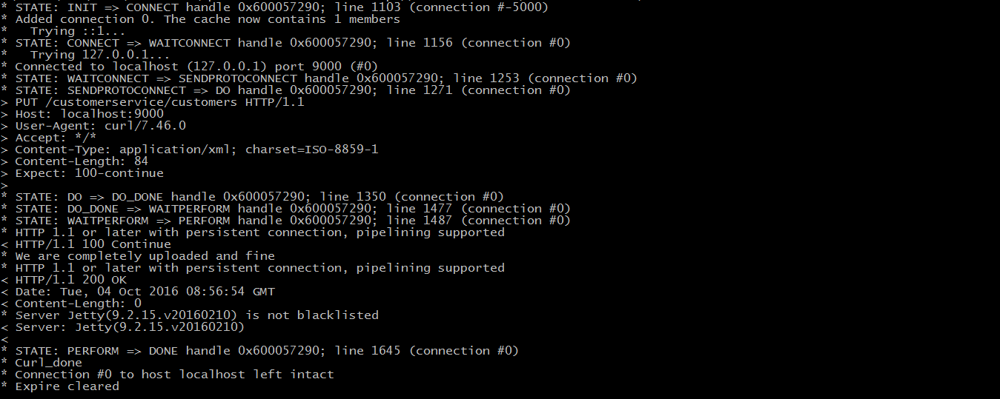 * STATE: INIT => CONNECT handle 0x600057290; line 1103 (connection #-5000)
* Added connection 0. The cache now contains 1 members
*   Trying ::1...
* STATE: CONNECT => WAITCONNECT handle 0x600057290; line 1156 (connection #0)
*   Trying 127.0.0.1...
* Connected to localhost (127.0.0.1) port 9000 (#0)
* STATE: WAITCONNECT => SENDPROTOCONNECT handle 0x600057290; line 1253 (connection #0)
* STATE: SENDPROTOCONNECT => DO handle 0x600057290; line 1271 (connection #0)
> PUT /customerservice/customers HTTP/1.1
> Host: localhost:9000
> User-Agent: curl/7.46.0
> Accept: */*
> Content-Type: application/xml; charset=ISO-8859-1
> Content-Length: 84
> Expect: 100-continue
>
* STATE: DO => DO_DONE handle 0x600057290; line 1350 (connection #0)
* STATE: DO_DONE => WAITPERFORM handle 0x600057290; line 1477 (connection #0)
* STATE: WAITPERFORM => PERFORM handle 0x600057290; line 1487 (connection #0)
* HTTP 1.1 or later with persistent connection, pipelining supported
< HTTP/1.1 100 Continue
* We are completely uploaded and fine
* HTTP 1.1 or later with persistent connection, pipelining supported
< HTTP/1.1 200 OK
< Date: Tue, 04 Oct 2016 08:56:54 GMT
< Content-Length: 0
* Server Jetty(9.2.15.v20160210) is not blacklisted
< Server: Jetty(9.2.15.v20160210)
<
* STATE: PERFORM => DONE handle 0x600057290; line 1645 (connection #0)
* Curl_done
* Connection #0 to host localhost left intact
* Expire cleared